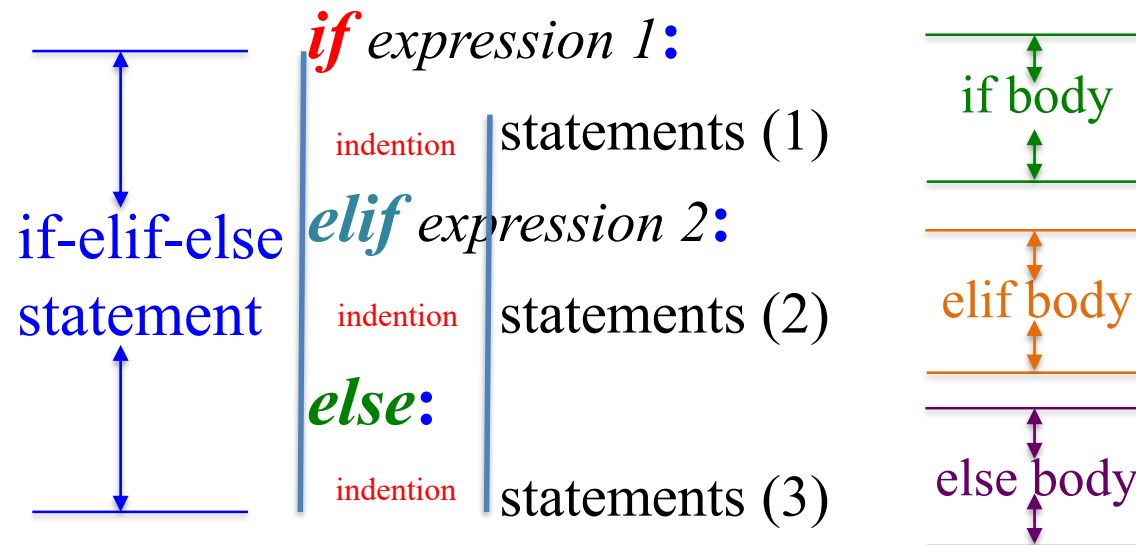 if expression 1:
if body
indention statements (1)
if-elif-else
statement
elif expression 2:
elif body
indention statements (2)
else:
else body
indention statements (3)